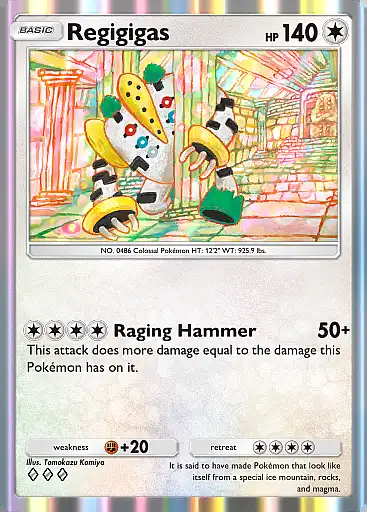 BASIC Regigigas HP 140
NO. 0486 Colossal Pokémon HT: 12'2" WT: 925.9 lbs.
Raging Hammer 50+
This attack does more damage equal to the damage this
Pokémon has on it.
weakness +20 retreat
Illus. Tomokazu Komiya
It is said to have made Pokémon that look like
itself from a special ice mountain, rocks,
and magma.